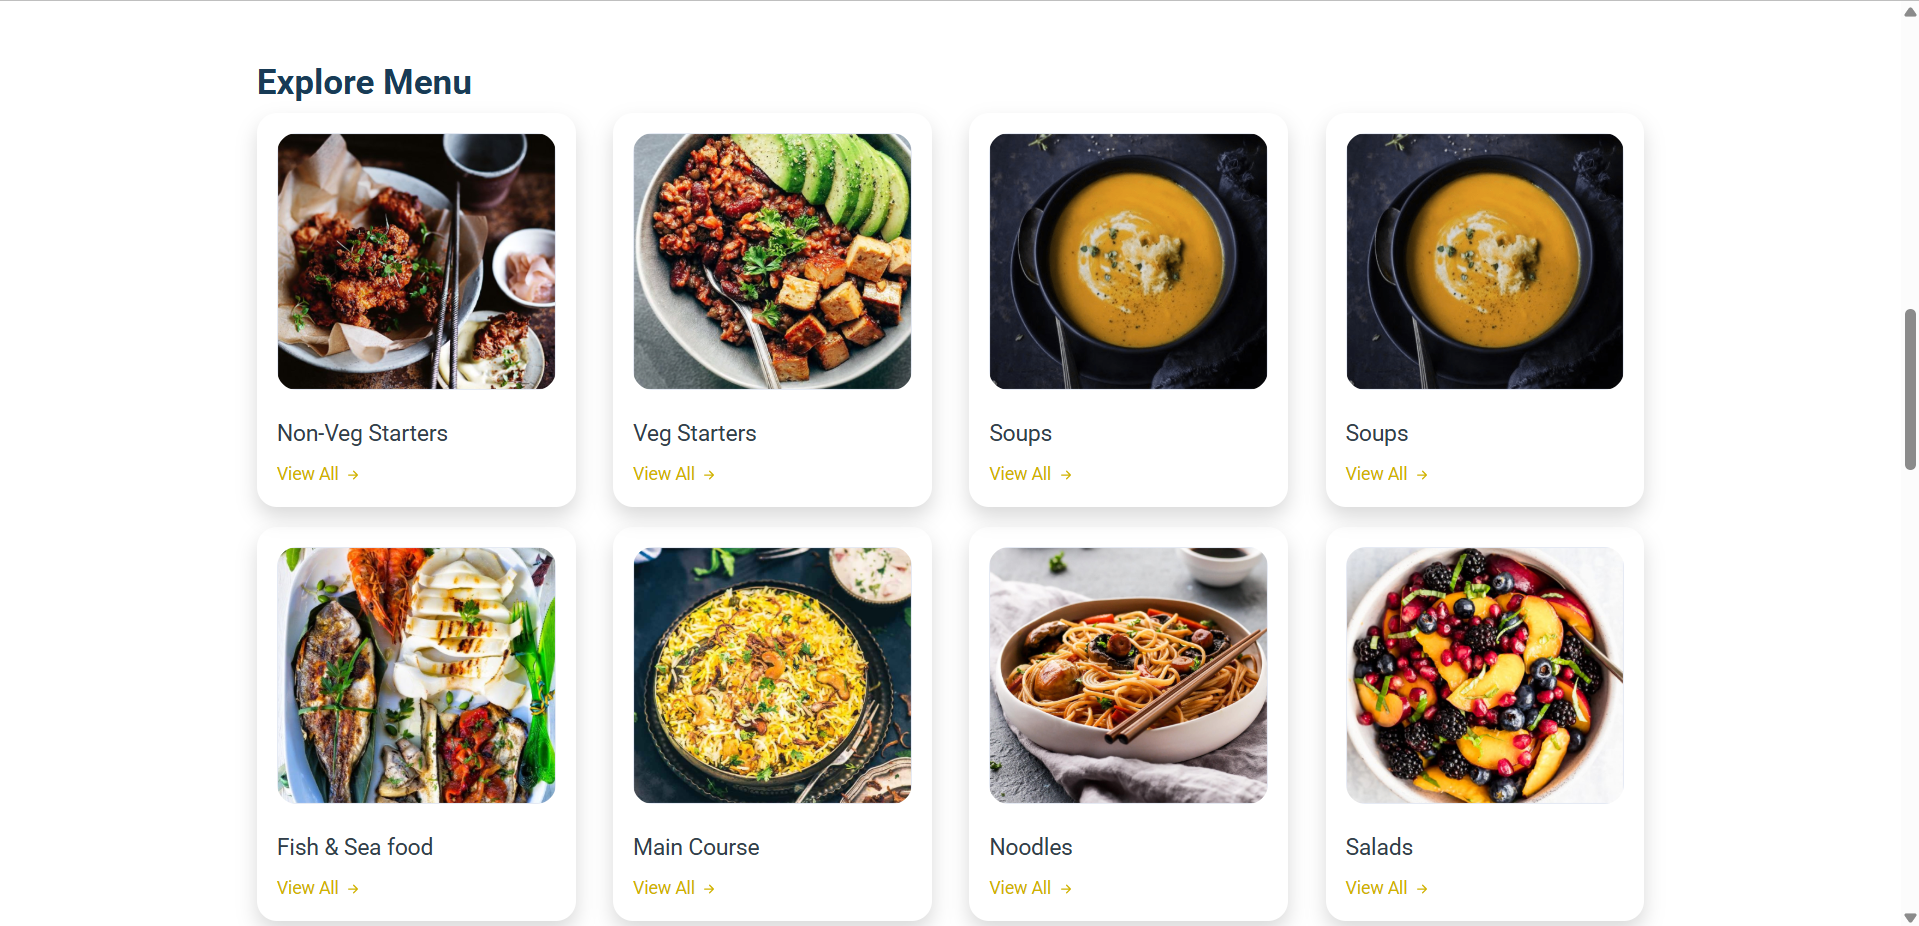 Explore Menu
Non-Veg Starters
View All →
Veg Starters
View All →
Soups
View All →
Soups
View All →
Fish & Sea food
View All →
Main Course
View All →
Noodles
View All →
Salads
View All →